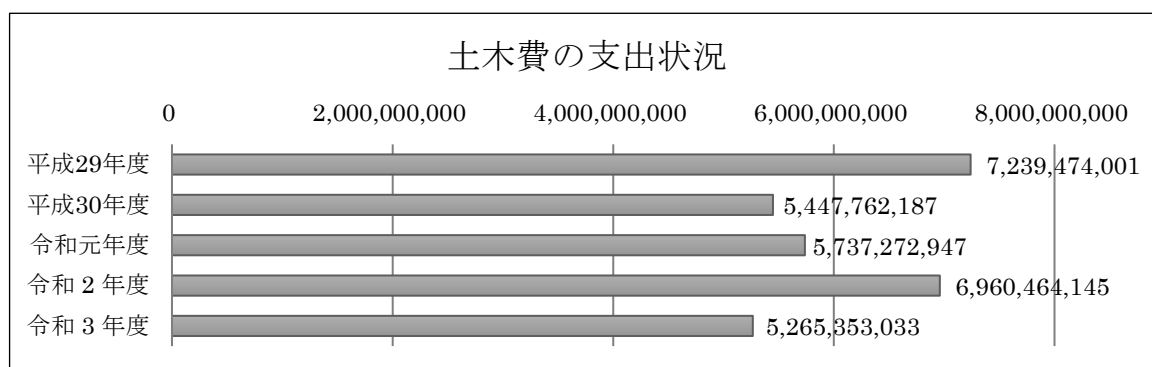 土木費の支出状況
0 2,000,000,000 4,000,000,000 6,000,000,000 8,000,000,000
平成29年度 7,239,474,001
平成30年度 5,447,762,187
令和元年度 5,737,272,947
令和２年度 6,960,464,145
令和３年度 5,265,353,033